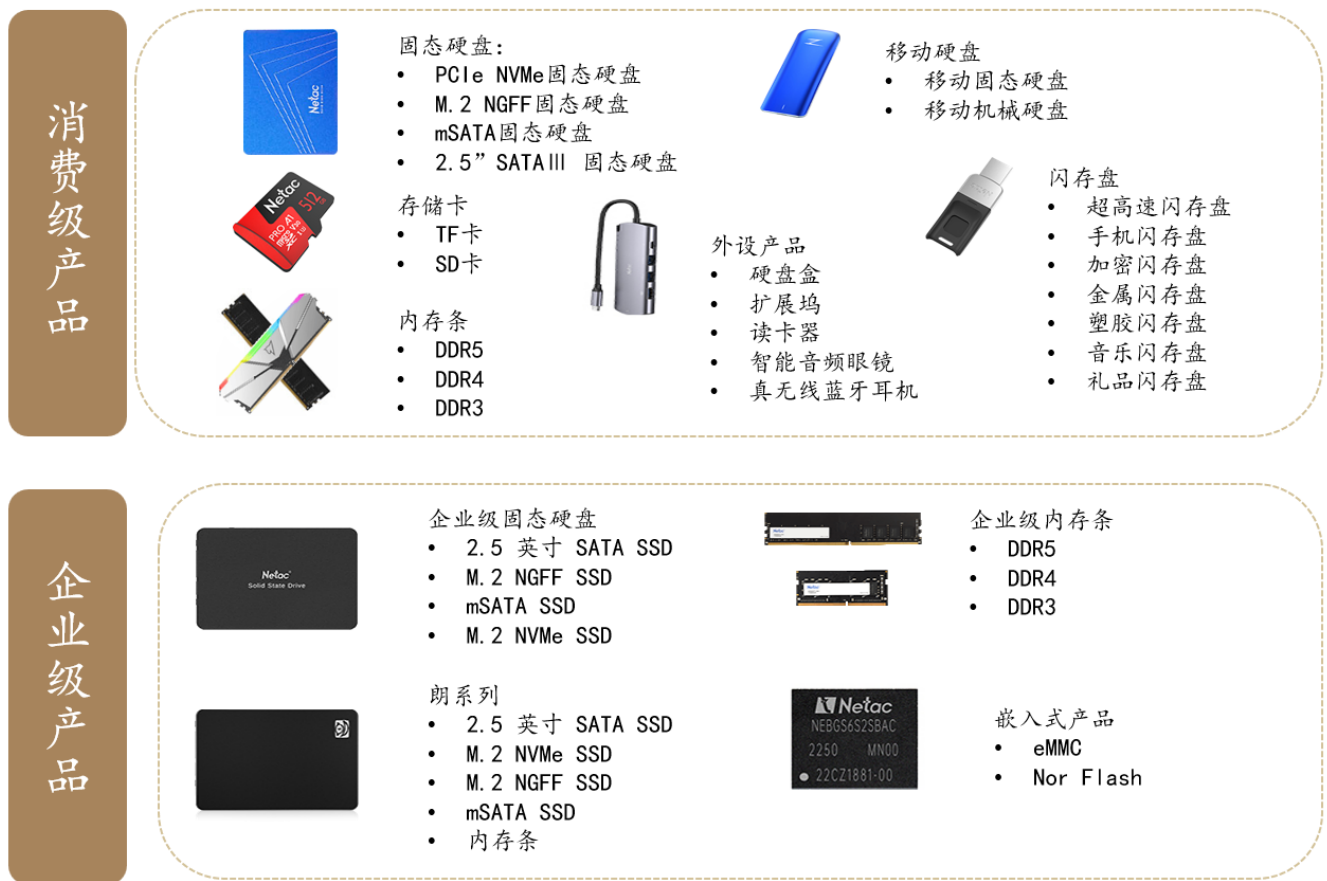 消费级产品
Netac
固态硬盘:
• PCIe NVMe固态硬盘
• M.2 NGFF固态硬盘
• mSATA固态硬盘
• 2.5”SATAⅢ 固态硬盘
移动硬盘
• 移动固态硬盘
• 移动机械硬盘
Netac
512
PRO A1
存储卡
• TF卡
• SD卡
内存条
• DDR5
• DDR4
• DDR3
外设产品
• 硬盘盒
• 扩展坞
• 读卡器
• 智能音频眼镜
• 真无线蓝牙耳机
闪存盘
• 超高速闪存盘
• 手机闪存盘
• 加密闪存盘
• 金属闪存盘
• 塑胶闪存盘
• 音乐闪存盘
• 礼品闪存盘
企业级产品
Netac
Solid State Drive
企业级固态硬盘
• 2.5 英寸 SATA SSD
• M.2 NGFF SSD
• mSATA SSD
• M.2 NVMe SSD
企业级内存条
• DDR5
• DDR4
• DDR3
朗系列
• 2.5 英寸 SATA SSD
• M.2 NVMe SSD
• M.2 NGFF SSD
• mSATA SSD
• 内存条
Netac
NEBGS6S2SBAC
2250 MN00
22CZ1881-00
嵌入式产品
• eMMC
• Nor Flash